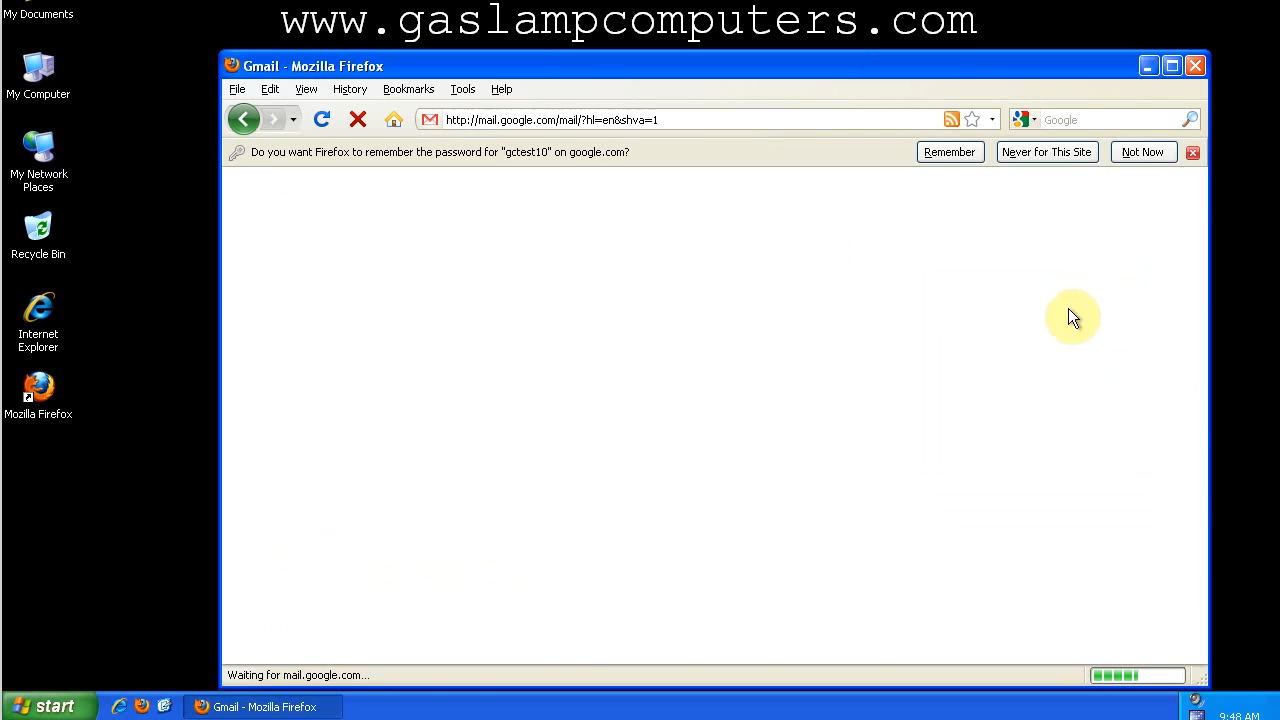 www.gaslampcomputers.com
My Documents
My Computer
My Network
Places
Recycle Bin
Internet
Explorer
Mozilla Firefox
Gmail - Mozilla Firefox
File Edit View History Bookmarks Tools Help
http://mail.google.com/mail/?hl=en&shva=1
Google
Do you want Firefox to remember the password for "gctest10" on google.com?
Remember
Never for This Site
Not Now
Waiting for mail.google.com...
start
Gmail - Mozilla Firefox
9:48 AM